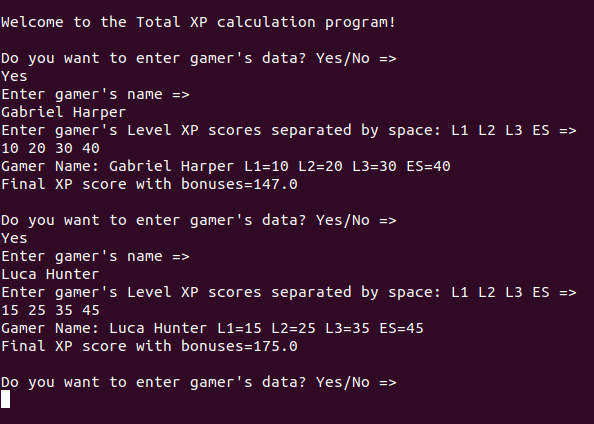 Welcome to the Total XP calculation program!
Do you want to enter gamer's data? Yes/No =>
Yes
Enter gamer's name =>
Gabriel Harper
Enter gamer's Level XP scores separated by space: L1 L2 L3 ES =>
10 20 30 40
Gamer Name: Gabriel Harper L1=10 L2=20 L3=30 ES=40
Final XP score with bonuses=147.0
Do you want to enter gamer's data? Yes/No =>
Yes
Enter gamer's name =>
Luca Hunter
Enter gamer's Level XP scores separated by space: L1 L2 L3 ES =>
15 25 35 45
Gamer Name: Luca Hunter L1=15 L2=25 L3=35 ES=45
Final XP score with bonuses=175.0
Do you want to enter gamer's data? Yes/No =>